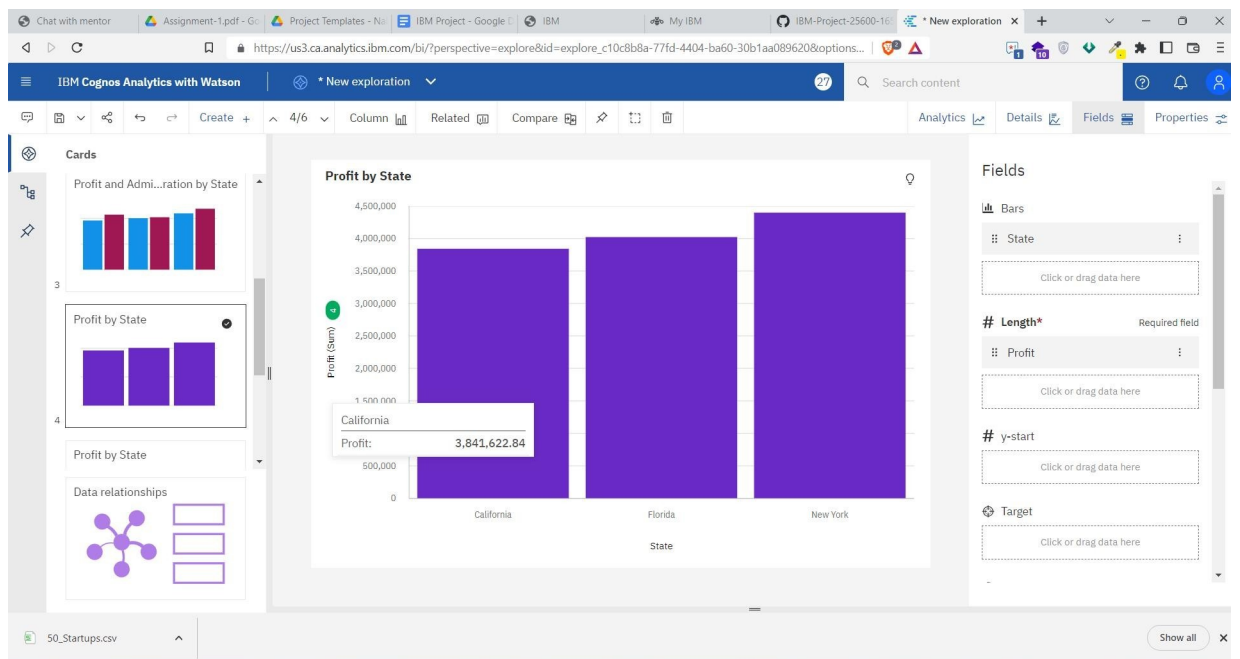 Chat with mentor
Assignment-1.pdf - Go
Project Templates - Na
IBM Project - Google D
IBM
My IBM
IBM-Project-25600-16
* New exploration
https://us3.ca.analytics.ibm.com/bi/?perspective=explore&id=explore_c10c8b8a-77fd-4404-ba60-30b1aa089620&options...
1
10
IBM Cognos Analytics with Watson
* New exploration
27
Search content
Create +
4/6
Column
Related
Compare
Analytics
Details
Fields
Properties
Cards
Profit and Admi...ration by State
3
Profit by State
4
Profit by State
Data relationships
Profit by State
4,500,000
4,000,000
3,500,000
3,000,000
2,500,000
2,000,000
1,500,000
500,000
0
Profit (Sum)
California
Profit: 3,841,622.84
California
Florida
New York
State
Fields
Bars
State
Click or drag data here
# Length* Required field
Profit
Click or drag data here
# y-start
Click or drag data here
Target
Click or drag data here
50_Startups.csv
Show all